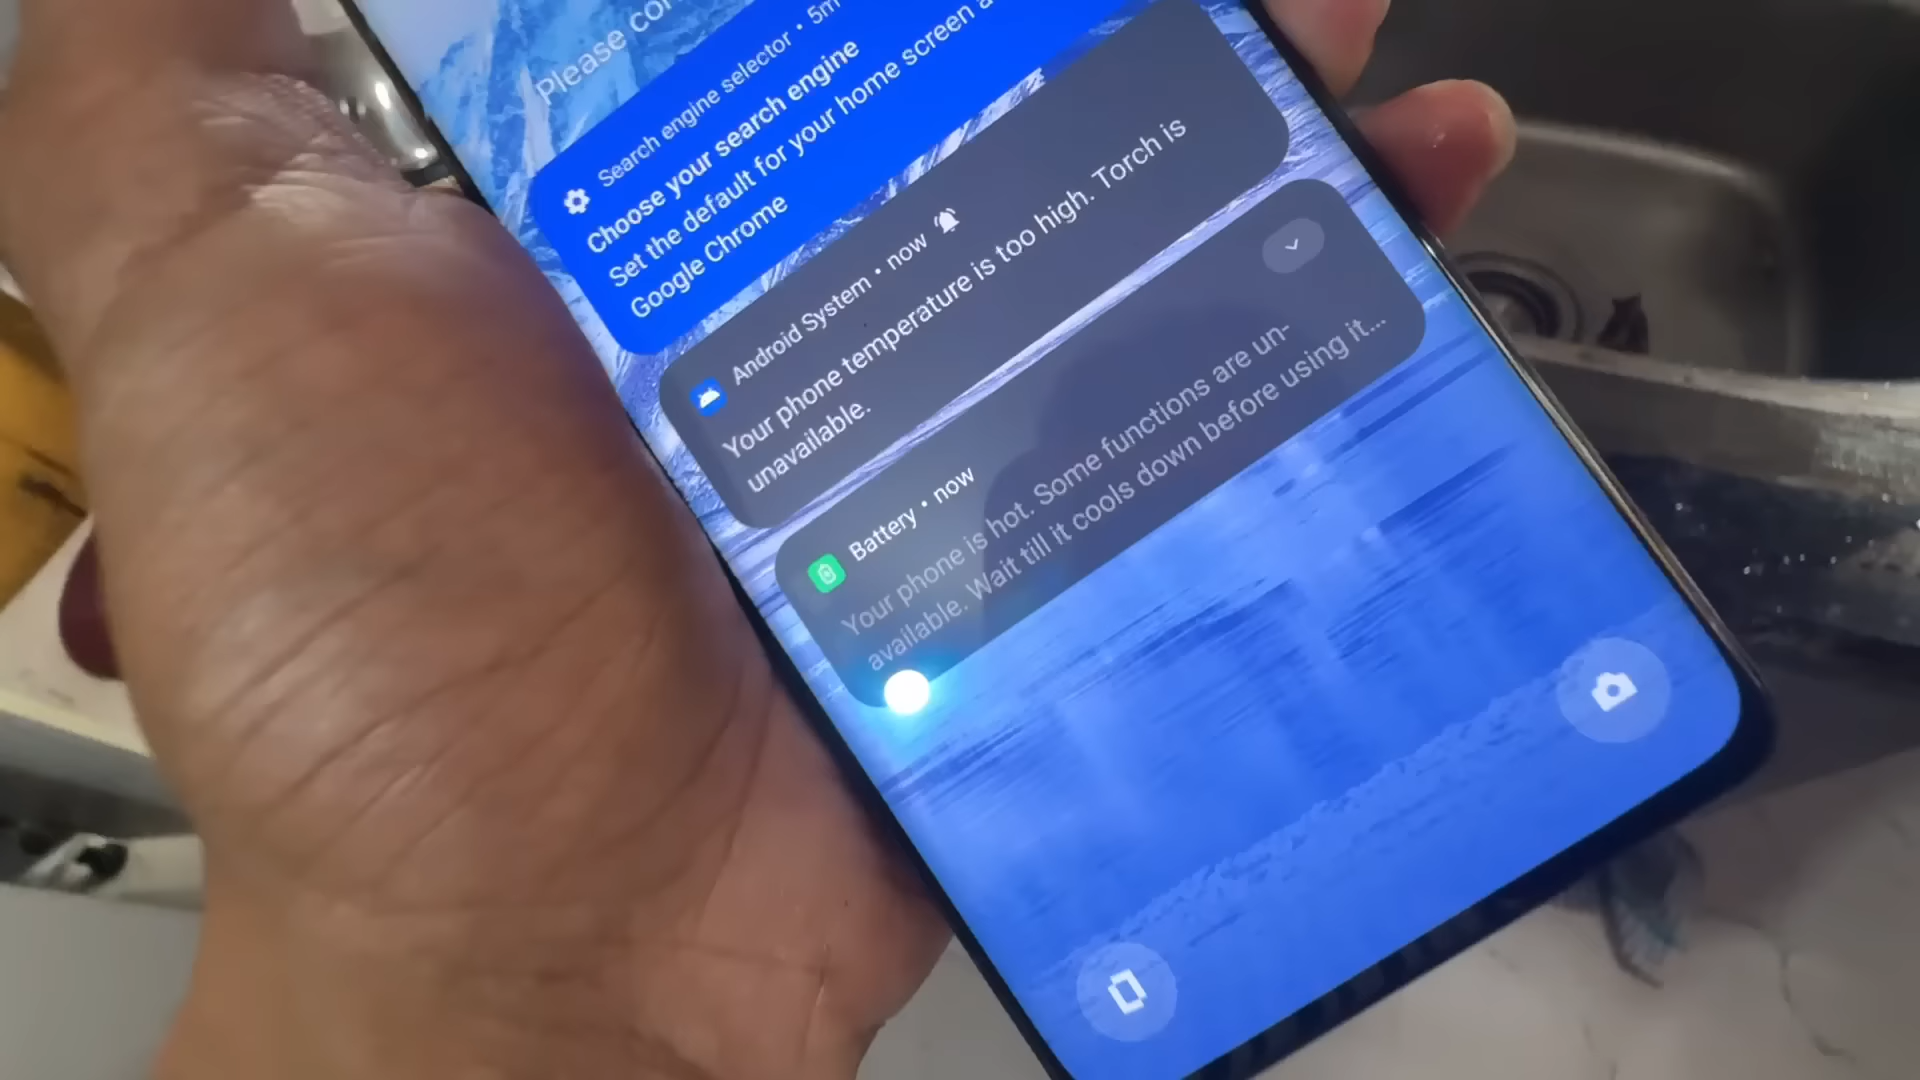 Please
Search engine selector • 5m
Choose your search engine
Set the default for your home screen a
Google Chrome
Android System • now
Your phone temperature is too high. Torch is
unavailable.
Battery • now
Your phone is hot. Some functions are un-
available. Wait till it cools down before using it...